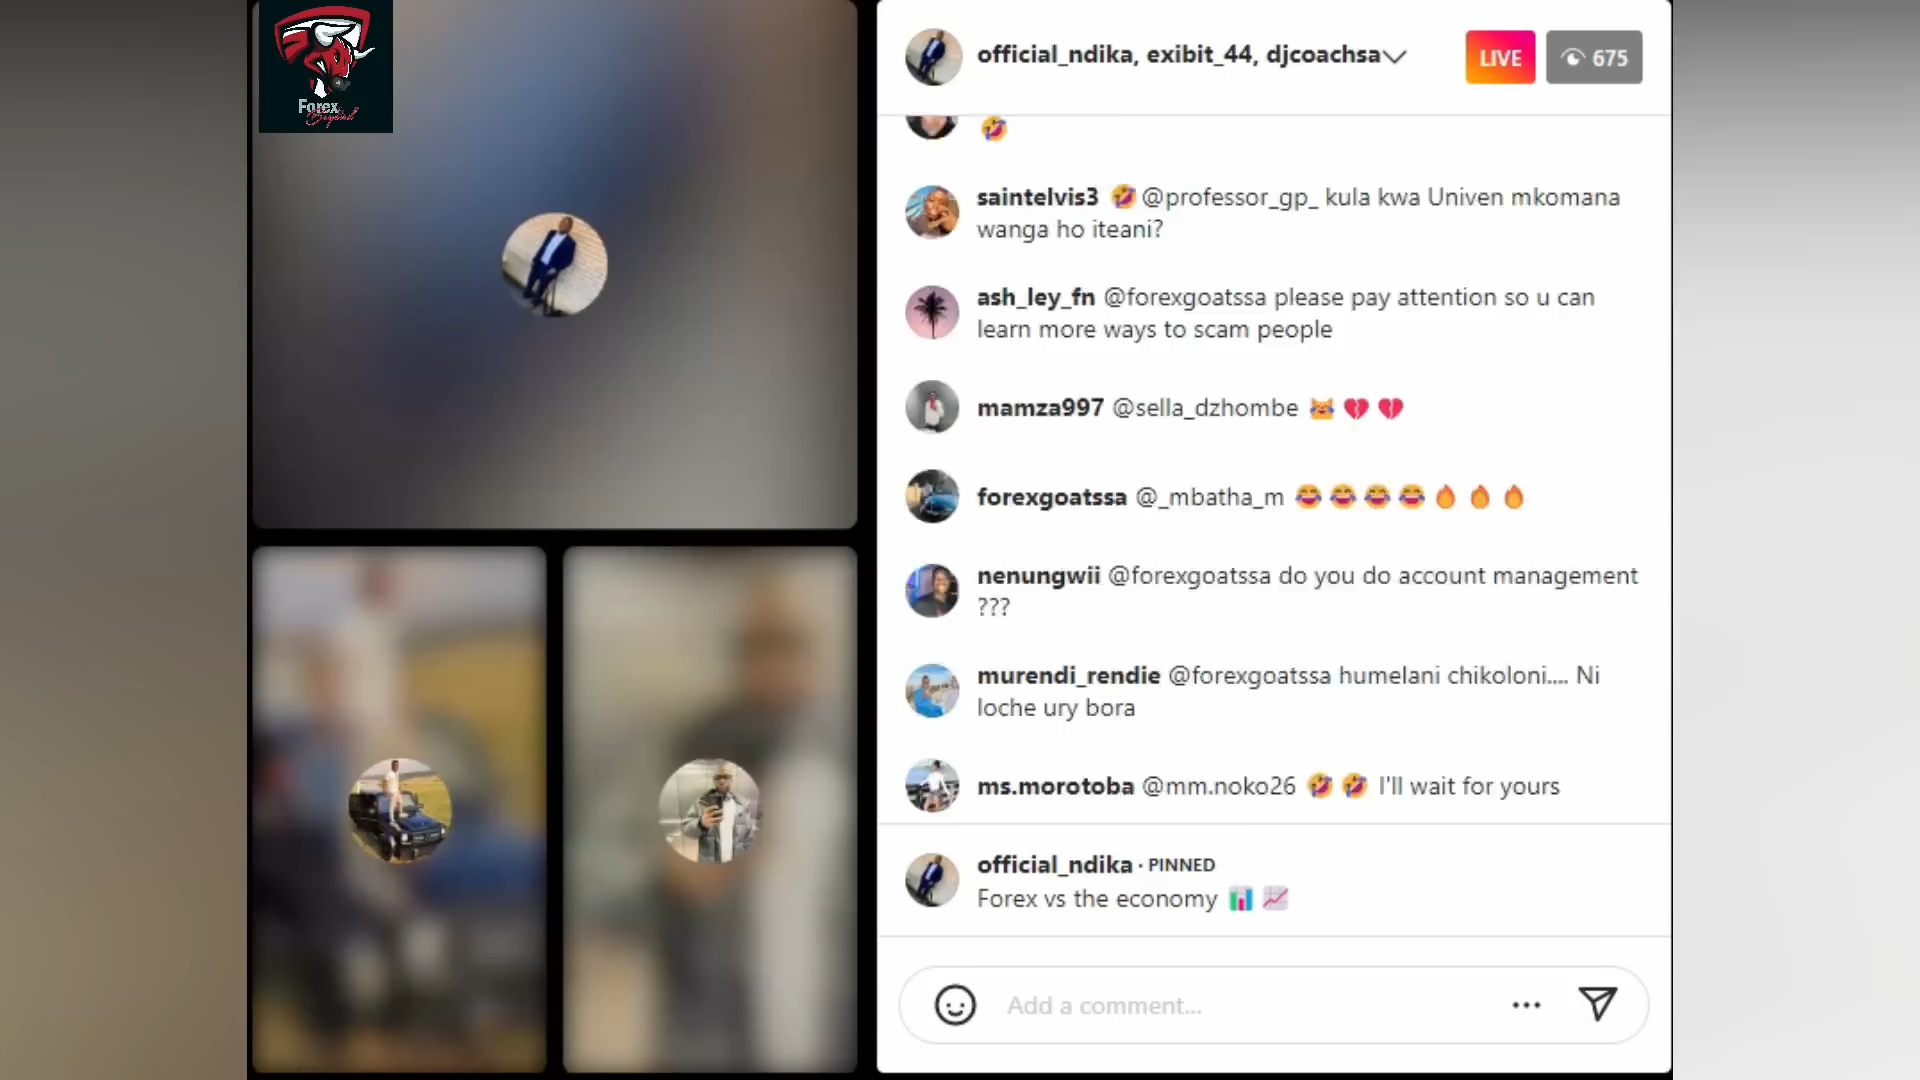 Forex
Beyond
official_ndika, exibit_44, djcoachsa
LIVE
675
🤣
saintelvis3 🤣@professor_gp_ kula kwa Univen mkomana
wanga ho iteani?
ash_ley_fn @forexgoatssa please pay attention so u can
learn more ways to scam people
mamza997 @sella_dzhombe 😹 💔 💔
forexgoatssa @_mbatha_m 😂 😂 😂 😂 🔥 🔥 🔥
nenungwii @forexgoatssa do you do account management
???
murendi_rendie @forexgoatssa humelani chikoloni.... Ni
loche ury bora
ms.morotoba @mm.noko26 🤣 🤣 I'll wait for yours
official_ndika · PINNED
Forex vs the economy 📊 📈
Add a comment...